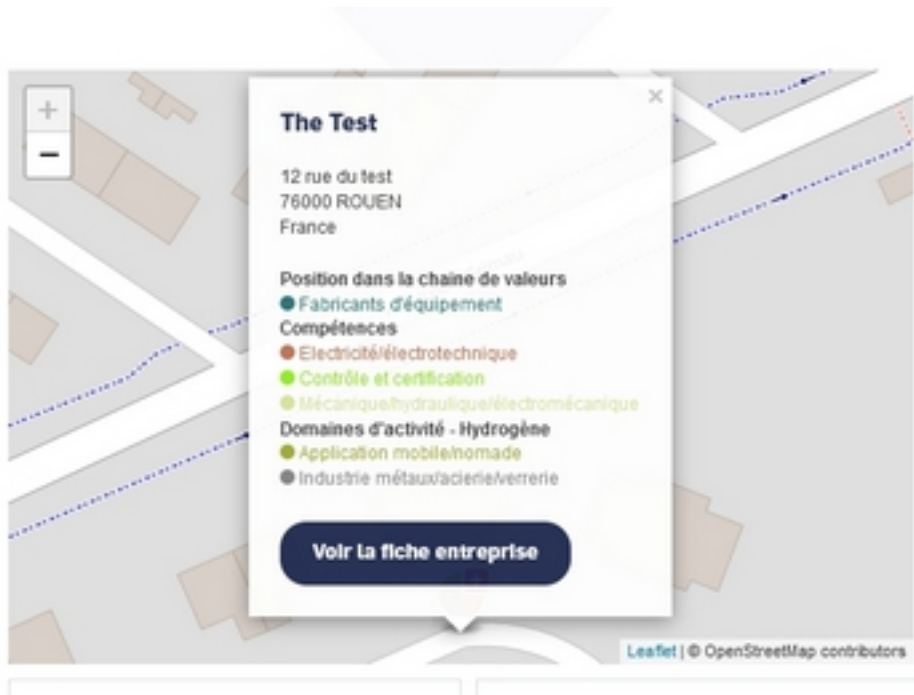 +
−
×
The Test
12 rue du test
76000 ROUEN
France
Position dans la chaine de valeurs
Fabricants d'équipement
Compétences
Electricité/électrotechnique
Contrôle et certification
Mécanique/hydraulique/électromécanique
Domaines d'activité - Hydrogène
Application mobile/nomade
Industrie métaux/acierie/verrerie
Voir la fiche entreprise
Leaflet | © OpenStreetMap contributors